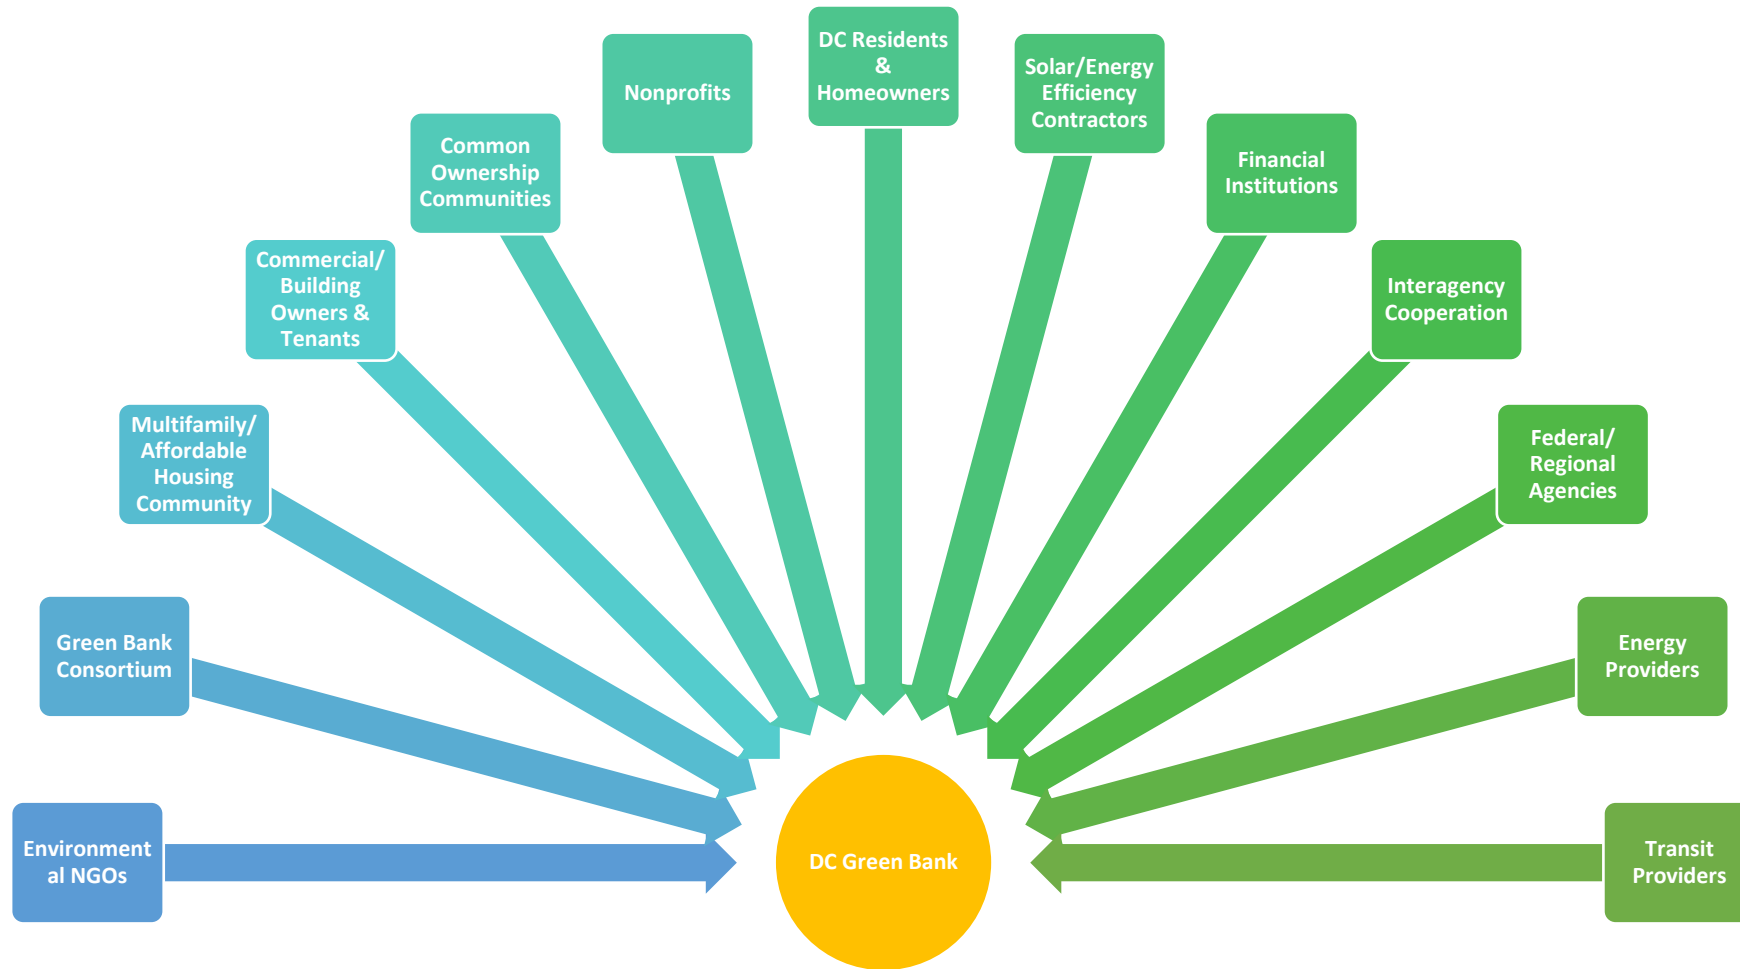 DC Residents
&
Homeowners
Nonprofits
Solar/Energy
Efficiency
Contractors
Common
Ownership
Communities
Financial
Institutions
Commercial/
Building
Owners &
Tenants
Interagency
Cooperation
Multifamily/
Affordable
Housing
Community
Federal/
Regional
Agencies
Green Bank
Consortium
Energy
Providers
Environment
al NGOs
DC Green Bank
Transit
Providers